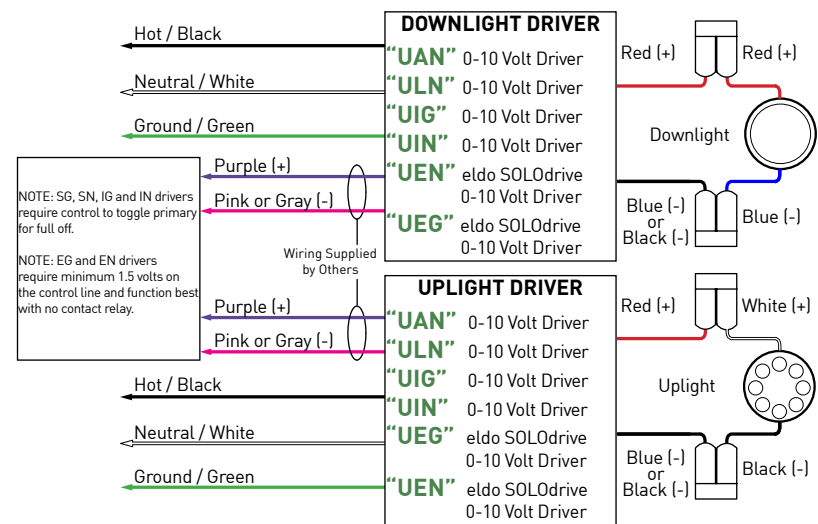 DOWNLIGHT DRIVER
Hot / Black
"UAN" 0-10 Volt Driver
Red (+)
Red (+)
Neutral / White
"ULN" 0-10 Volt Driver
"UIG" 0-10 Volt Driver
Ground / Green
"UIN" 0-10 Volt Driver
Downlight
Purple (+)
"UEN" eldo SOLOdrive
0-10 Volt Driver
Pink or Gray (-)
"UEG" eldo SOLOdrive
0-10 Volt Driver
Blue (-)
or
Black (-)
Blue (-)
NOTE: SG, SN, IG and IN drivers
require control to toggle primary
for full off.
NOTE: EG and EN drivers
require minimum 1.5 volts on
the control line and function best
with no contact relay.
Wiring Supplied
by Others
UPLIGHT DRIVER
Purple (+)
"UAN" 0-10 Volt Driver
Red (+)
White (+)
Pink or Gray (-)
"ULN" 0-10 Volt Driver
"UIG" 0-10 Volt Driver
Hot / Black
"UIN" 0-10 Volt Driver
Uplight
Neutral / White
"UEG" eldo SOLOdrive
0-10 Volt Driver
Blue (-)
or
Black (-)
Black (-)
Ground / Green
"UEN" eldo SOLOdrive
0-10 Volt Driver